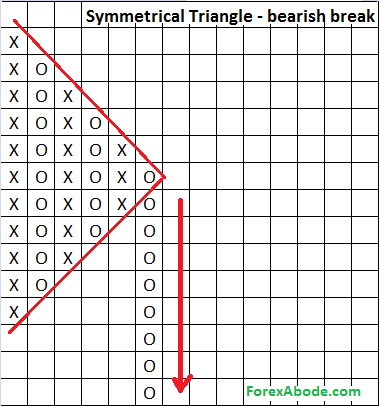 Symmetrical Triangle - bearish break
X
X O
X O X
X O X O
X O X O X
X O X O X O
X O X O X O
X O X O O
X O X O
X O O
X O
O
O
O ForexAbode.com